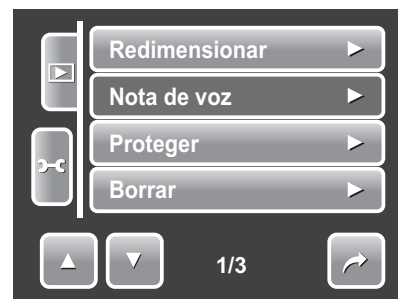 Redimensionar
Nota de voz
Proteger
Borrar
1/3